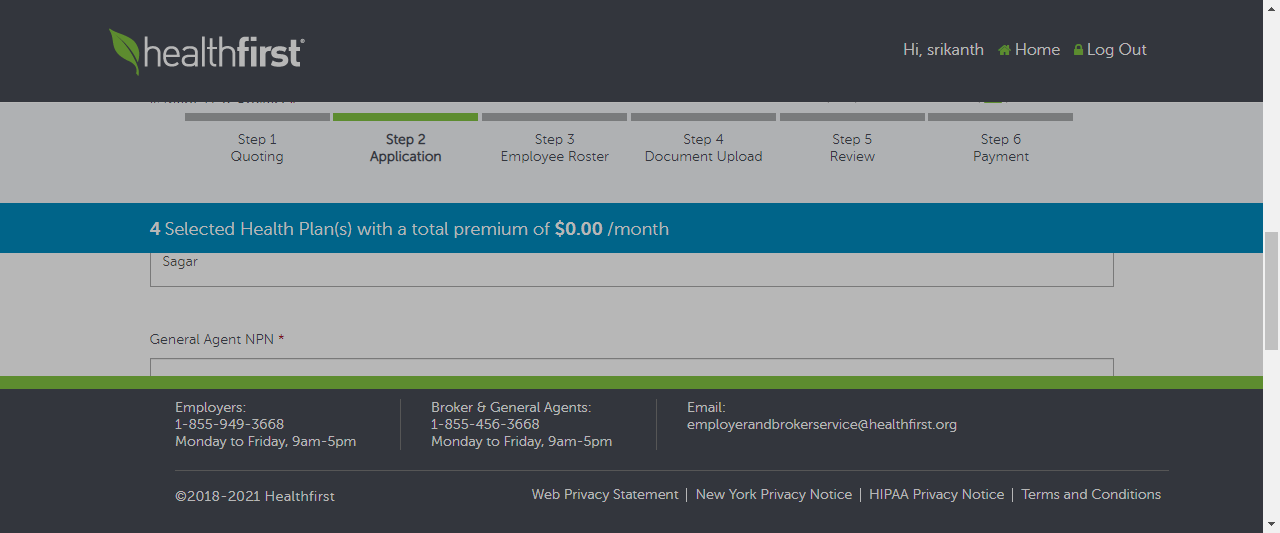 healthfirst®
Hi, srikanth Home Log Out
Step 1 Step 2 Step 3 Step 4 Step 5 Step 6
Quoting Application Employee Roster Document Upload Review Payment
4 Selected Health Plan(s) with a total premium of $0.00 /month
Sagar
General Agent NPN *
Employers:
1-855-949-3668
Monday to Friday, 9am-5pm
Broker & General Agents:
1-855-456-3668
Monday to Friday, 9am-5pm
Email:
employerandbrokerservice@healthfirst.org
©2018-2021 Healthfirst
Web Privacy Statement | New York Privacy Notice | HIPAA Privacy Notice | Terms and Conditions